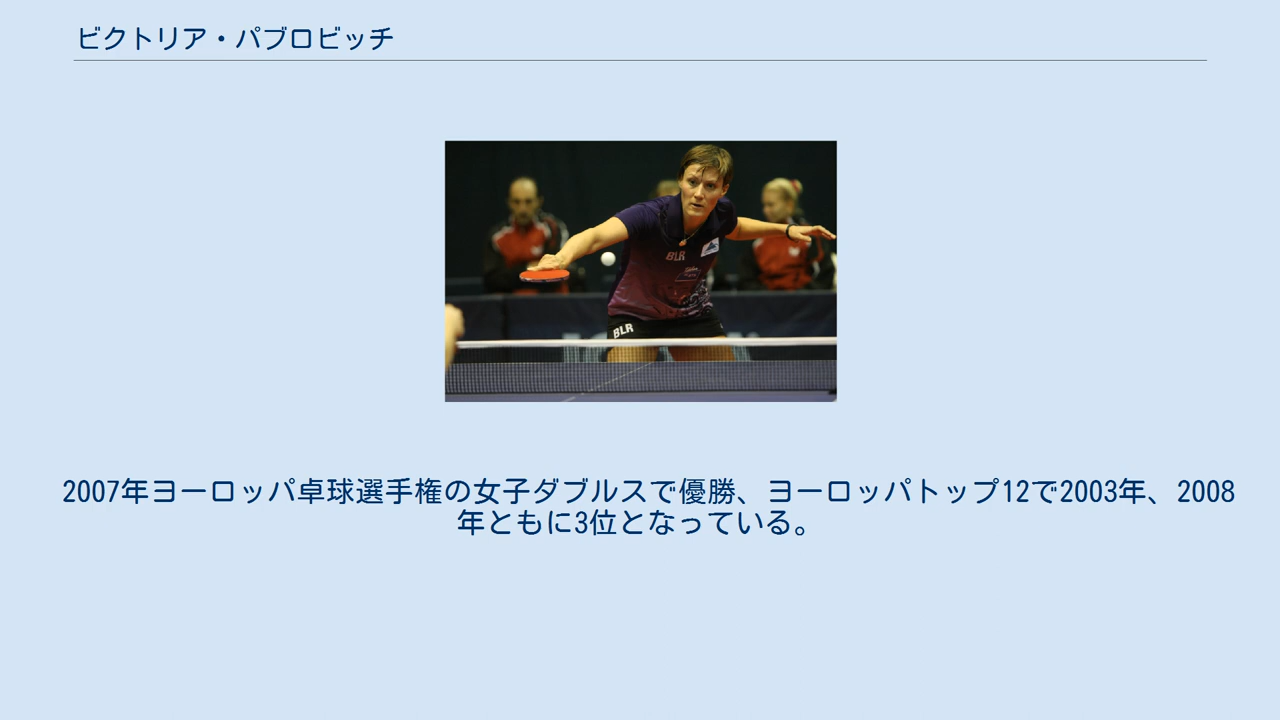 ビクトリア・パブロビッチ
BLR
BLR
2007年ヨーロッパ卓球選手権の女子ダブルスで優勝、ヨーロッパトップ12で2003年、2008
年ともに3位となっている。